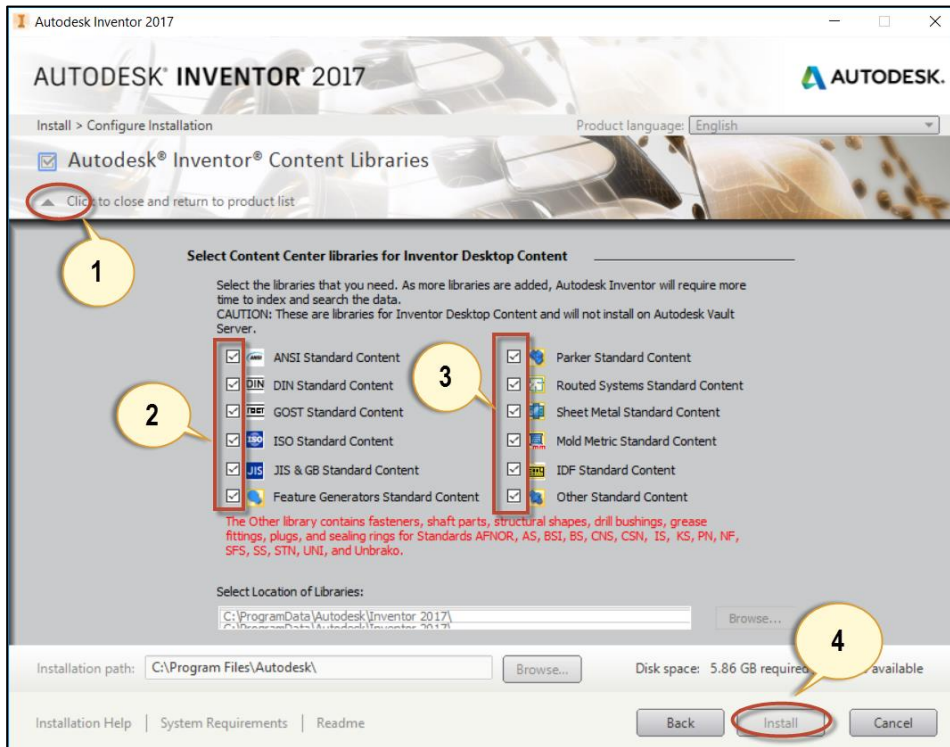 Autodesk Inventor 2017
AUTODESK® INVENTOR® 2017
AUTODESK.
Install > Configure Installation
Product language: English
Autodesk® Inventor® Content Libraries
Click to close and return to product list
1
Select Content Center libraries for Inventor Desktop Content
Select the libraries that you need. As more libraries are added, Autodesk Inventor will require more
time to index and search the data.
CAUTION: These are libraries for Inventor Desktop Content and will not install on Autodesk Vault
Server.
2
ANSI Standard Content
DIN DIN Standard Content
GOST Standard Content
ISO ISO Standard Content
JIS JIS & GB Standard Content
Feature Generators Standard Content
3
Parker Standard Content
Routed Systems Standard Content
Sheet Metal Standard Content
Mold Metric Standard Content
IDF Standard Content
Other Standard Content
The Other library contains fasteners, shaft parts, structural shapes, drill bushings, grease
fittings, plugs, and sealing rings for Standards AFNOR, AS, BSI, BS, CNS, CSN, IS, KS, PN, NF,
SFS, SS, STN, UNI, and Unbrako.
Select Location of Libraries:
C:\ProgramData\Autodesk\Inventor 2017\
C:\ProgramData\Autodesk\Inventor 2017\
Browse...
4
Installation path: C:\Program Files\Autodesk\
Browse...
Disk space: 5.86 GB required available
Installation Help | System Requirements | Readme
Back
Install
Cancel